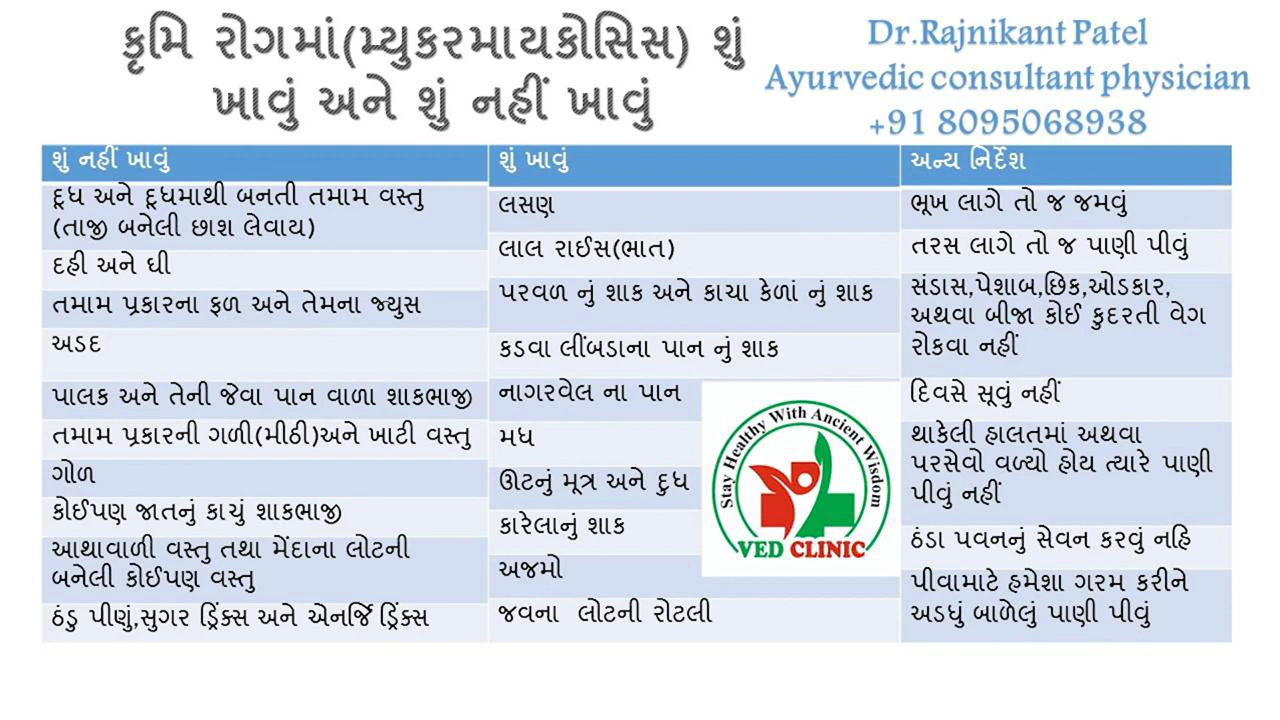 કૃમિ રોગમાં(મ્યુકરમાયકોસિસ) શું
ખાવું અને શું નહીં ખાવું
Dr.Rajnikant Patel
Ayurvedic consultant physician
+91 8095068938
શું નહીં ખાવું
દૂધ અને દૂધમાથી બનતી તમામ વસ્તુ
(તાજી બનેલી છાશ લેવાય)
દહી અને ઘી
તમામ પ્રકારના ફળ અને તેમના જ્યુસ
અડદ
પાલક અને તેની જેવા પાન વાળા શાકભાજી
તમામ પ્રકારની ગળી(મીઠી)અને ખાટી વસ્તુ
ગોળ
કોઈપણ જાતનું કાચું શાકભાજી
આથાવાળી વસ્તુ તથા મેંદાના લોટની
બનેલી કોઈપણ વસ્તુ
ઠંડુ પીણું,સુગર ડ્રિંક્સ અને એનર્જિ ડ્રિંક્સ
શું ખાવું
લસણ
લાલ રાઈસ(ભાત)
પરવળ નું શાક અને કાચા કેળાં નું શાક
કડવા લીંબડાના પાન નું શાક
નાગરવેલ ના પાન
મધ
ઊટનું મૂત્ર અને દુધ
કારેલાનું શાક
અજમો
જવના લોટની રોટલી
અન્ય નિર્દેશ
ભૂખ લાગે તો જ જમવું
તરસ લાગે તો જ પાણી પીવું
સંડાસ,પેશાબ,છિક,ઓડકાર,
અથવા બીજા કોઈ કુદરતી વેગ
રોકવા નહીં
દિવસે સૂવું નહીં
થાકેલી હાલતમાં અથવા
પરસેવો વળ્યો હોય ત્યારે પાણી
પીવું નહીં
ઠંડા પવનનું સેવન કરવું નહિ
પીવામાટે હમેશા ગરમ કરીને
અડધું બાળેલું પાણી પીવું
Stay Healthy With Ancient Wisdom
VED CLINIC